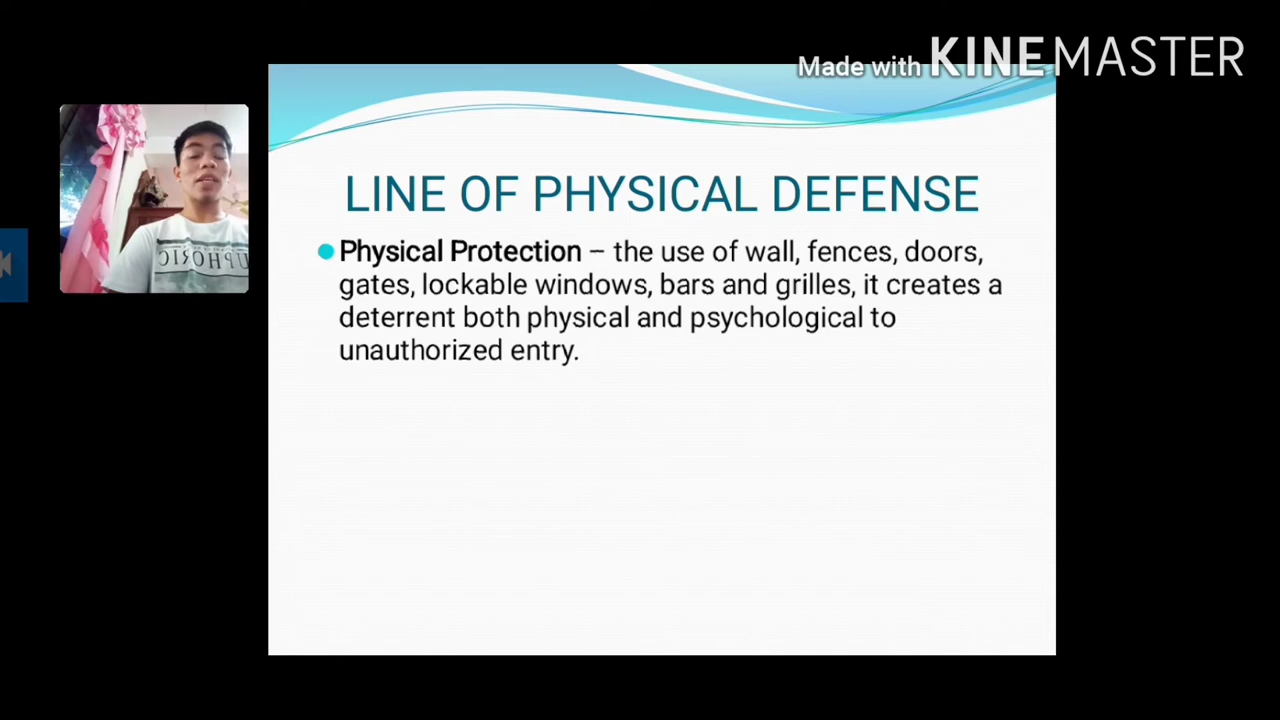 Made with KINEMASTER
LINE OF PHYSICAL DEFENSE
Physical Protection – the use of wall, fences, doors,
gates, lockable windows, bars and grilles, it creates a
deterrent both physical and psychological to
unauthorized entry.
EUPHORIC